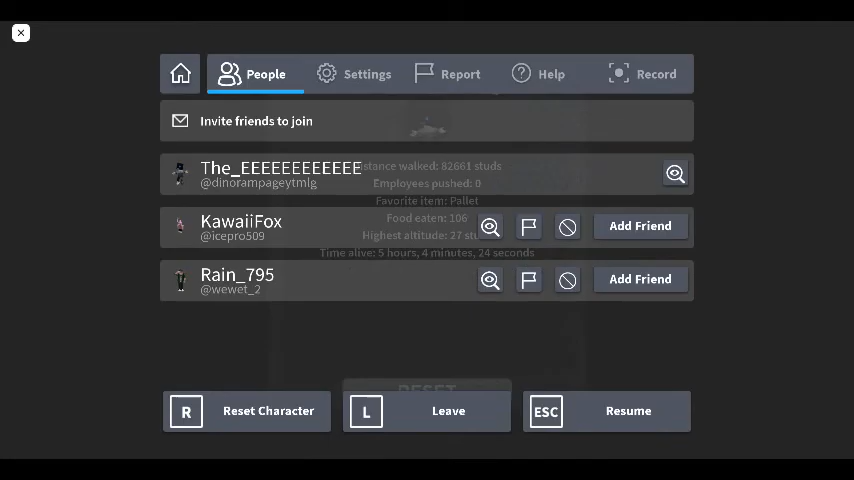 People
Settings
Report
Help
Record
Invite friends to join
The_EEEEEEEEEEEE
@dinorampageytmlg
stance walked: 82661 studs
Employees pushed: 0
Favorite item: Pallet
KawaiiFox
@icepro509
Food eaten: 106
Highest altitude: 27 stu
Add Friend
Time alive: 5 hours, 4 minutes, 24 seconds
Rain_795
@wewet_2
Add Friend
RESET
R Reset Character
L Leave
ESC Resume